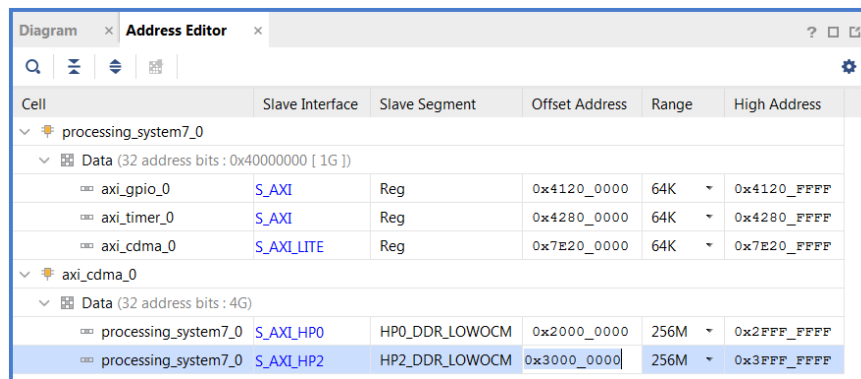 Diagram × Address Editor × ?
Cell Slave Interface Slave Segment Offset Address Range High Address
processing_system7_0
Data (32 address bits : 0x40000000 [ 1G ])
axi_gpio_0 S_AXI Reg 0x4120_0000 64K 0x4120_FFFF
axi_timer_0 S_AXI Reg 0x4280_0000 64K 0x4280_FFFF
axi_cdma_0 S_AXI_LITE Reg 0x7E20_0000 64K 0x7E20_FFFF
axi_cdma_0
Data (32 address bits : 4G)
processing_system7_0 S_AXI_HP0 HP0_DDR_LOWOCM 0x2000_0000 256M 0x2FFF_FFFF
processing_system7_0 S_AXI_HP2 HP2_DDR_LOWOCM 0x3000_0000 256M 0x3FFF_FFFF